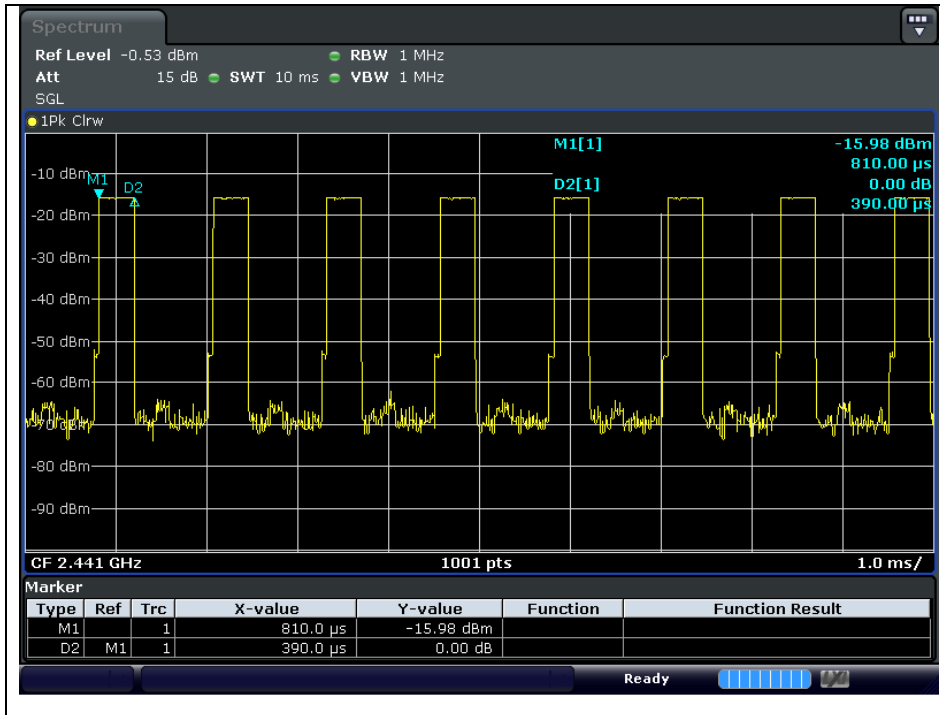 Spectrum
Ref Level -0.53 dBm RBW 1 MHz
Att 15 dB SWT 10 ms VBW 1 MHz
SGL
1Pk Clrw
M1[1] -15.98 dBm
810.00 µs
D2[1] 0.00 dB
390.00 µs
M1 D2
-10 dBm
-20 dBm
-30 dBm
-40 dBm
-50 dBm
-60 dBm
-70 dBm
-80 dBm
-90 dBm
CF 2.441 GHz 1001 pts 1.0 ms/
Marker
Type Ref Trc X-value Y-value Function Function Result
M1 1 810.0 µs -15.98 dBm
D2 M1 1 390.0 µs 0.00 dB
Ready